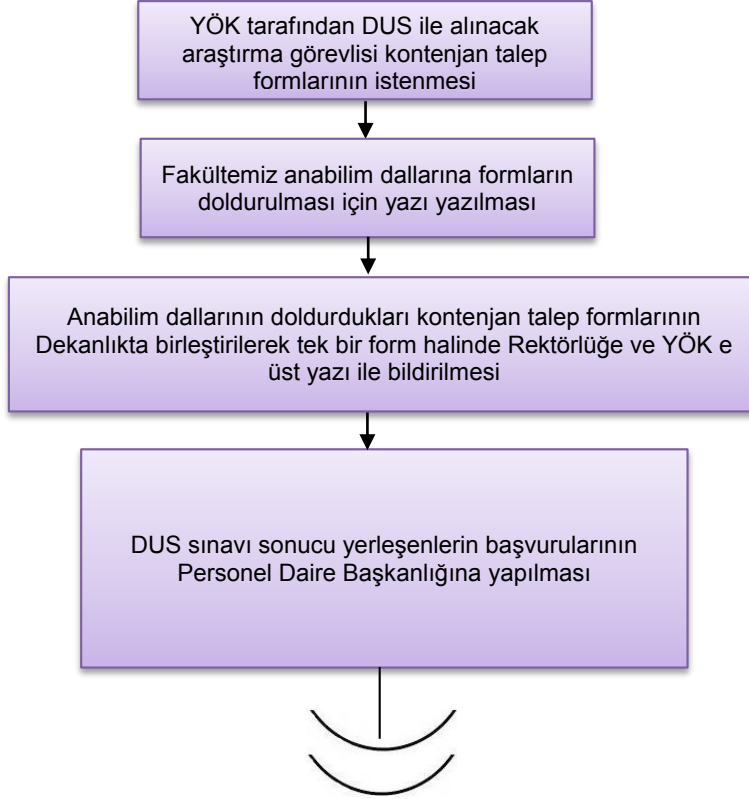 YÖK tarafından DUS ile alınacak
araştırma görevlisi kontenjan talep
formlarının istenmesi
Fakültemiz anabilim dallarına formların
doldurulması için yazı yazılması
Anabilim dallarının doldurdukları kontenjan talep formlarının
Dekanlıkta birleştirilerek tek bir form halinde Rektörlüğe ve YÖK e
üst yazı ile bildirilmesi
DUS sınavı sonucu yerleşenlerin başvurularının
Personel Daire Başkanlığına yapılması